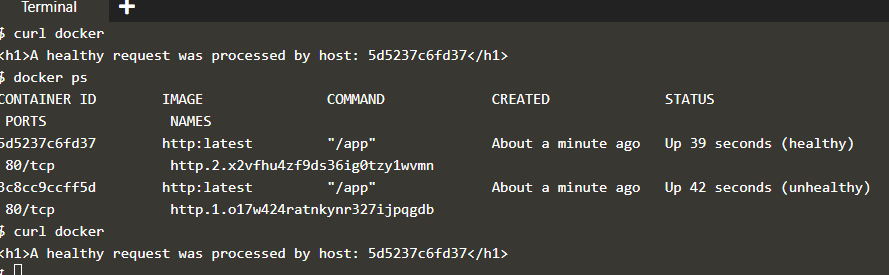 Terminal +
$ curl docker
<h1>A healthy request was processed by host: 5d5237c6fd37</h1>
$ docker ps
CONTAINER ID IMAGE COMMAND CREATED STATUS
PORTS NAMES
5d5237c6fd37 http:latest "/app" About a minute ago Up 39 seconds (healthy)
80/tcp http.2.x2vfhu4zf9ds36ig0tzy1wvmn
3c8cc9ccff5d http:latest "/app" About a minute ago Up 42 seconds (unhealthy)
80/tcp http.1.o17w424ratnkynr327ijpqgdb
$ curl docker
<h1>A healthy request was processed by host: 5d5237c6fd37</h1>
$